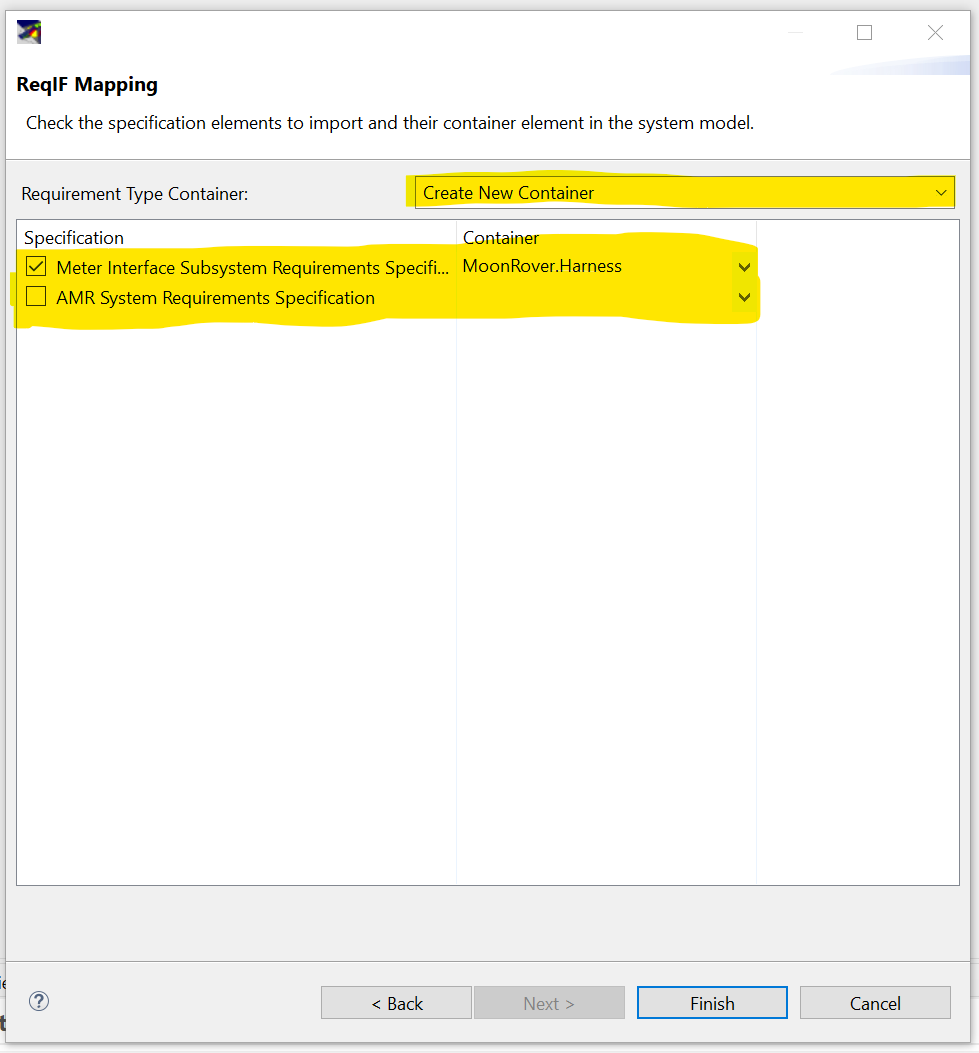 ReqIF Mapping
Check the specification elements to import and their container element in the system model.
Requirement Type Container: Create New Container
Specification Container
Meter Interface Subsystem Requirements Specifi... MoonRover.Harness
AMR System Requirements Specification
? < Back Next > Finish Cancel